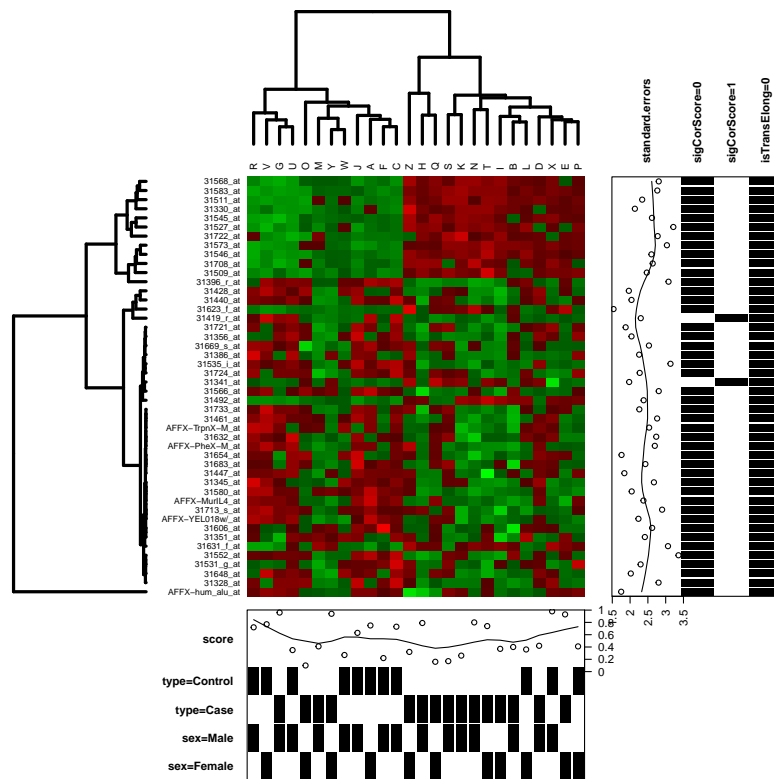 standard.errors
sigCorScore=0
sigCorScore=1
isTransElong=0
R V G U O M Y W J A F C Z H Q S K N T I B L D X E P
31568_at
31583_at
31511_at
31330_at
31545_at
31527_at
31722_at
31573_at
31546_at
31708_at
31509_at
31396_r_at
31428_at
31440_at
31623_f_at
31419_r_at
31721_at
31356_at
31669_s_at
31386_at
31535_i_at
31724_at
31341_at
31566_at
31492_at
31733_at
31461_at
AFFX−TrpnX−M_at
31632_at
AFFX−PheX−M_at
31654_at
31683_at
31447_at
31345_at
31580_at
AFFX−MurIL4_at
31713_s_at
AFFX−YEL018w/_at
31606_at
31351_at
31631_f_at
31552_at
31531_g_at
31648_at
31328_at
AFFX−hum_alu_at
1.5 2 2.5 3 3.5
score
0 0.2 0.4 0.6 0.8 1
type=Control
type=Case
sex=Male
sex=Female